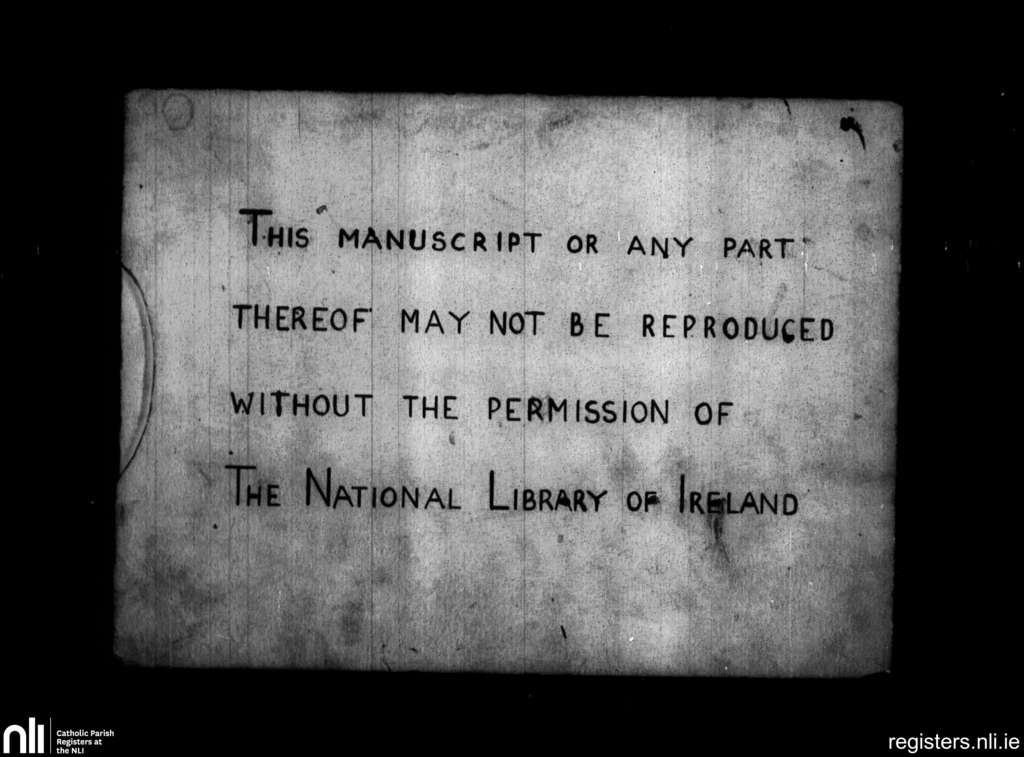 This manuscript or any part
thereof may not be reproduced
without the permission of
The National Library of Ireland
nli
Catholic Parish
Registers at
the NLI
registers.nli.ie